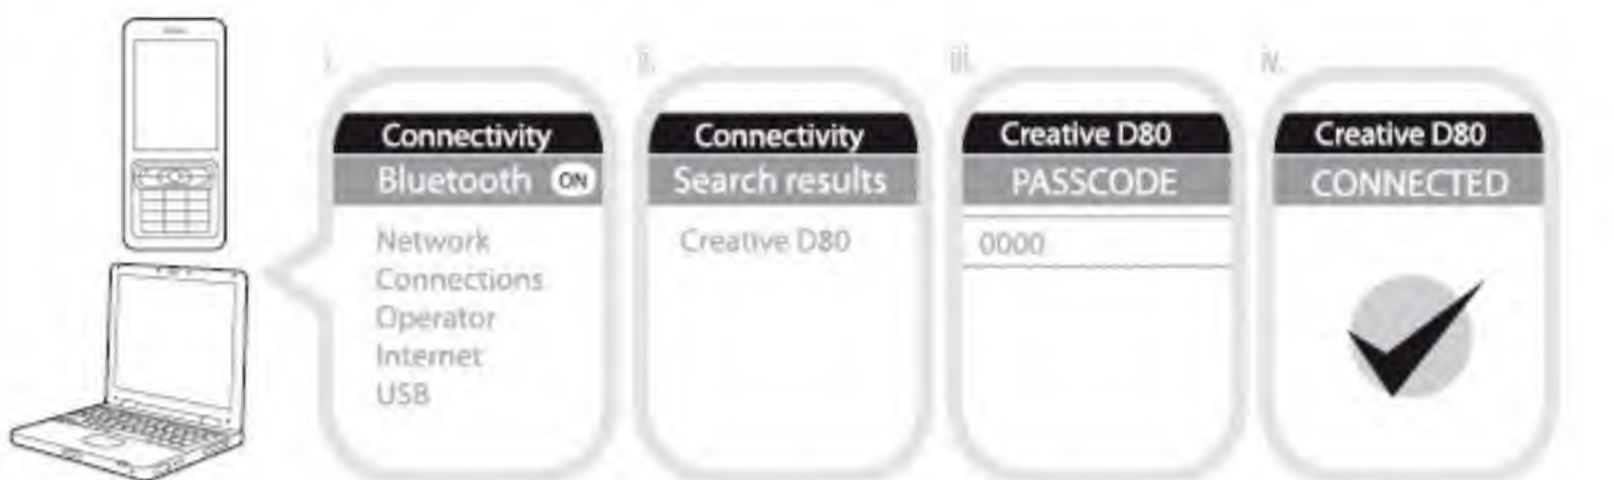 i.
Connectivity
Bluetooth ON
Network
Connections
Operator
Internet
USB
ii.
Connectivity
Search results
Creative D80
iii.
Creative D80
PASSCODE
0000
iv.
Creative D80
CONNECTED